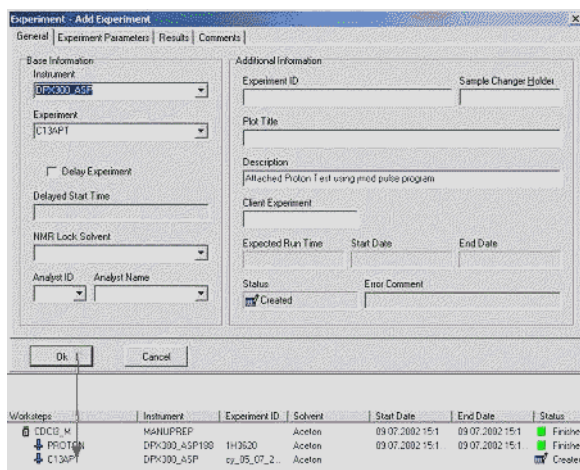 Experiment - Add Experiment
General Experiment Parameters Results Comments
Base Information
Instrument
DPX300_ASP
Experiment
C13APT
Delay Experiment
Delayed Start Time
NMR Lock Solvent
Analyst ID Analyst Name
Additional Information
Experiment ID Sample Changer Holder
Plot Title
Description
Attached Proton Test using jmod pulse program
Client Experiment
Expected Run Time Start Date End Date
Status Error Comment
Created
Ok Cancel
Worksteps Instrument Experiment ID Solvent Start Date End Date Status
MANUPREP Aceton 09.07.2002 15:1 09.07.2002 15:1 Finishe
PROTON DPX300_ASP188 1H3620 Aceton 09.07.2002 15:1 09.07.2002 15:1... Finishe
C13APT DPX300_ASP cy_05_07_2... Aceton Create